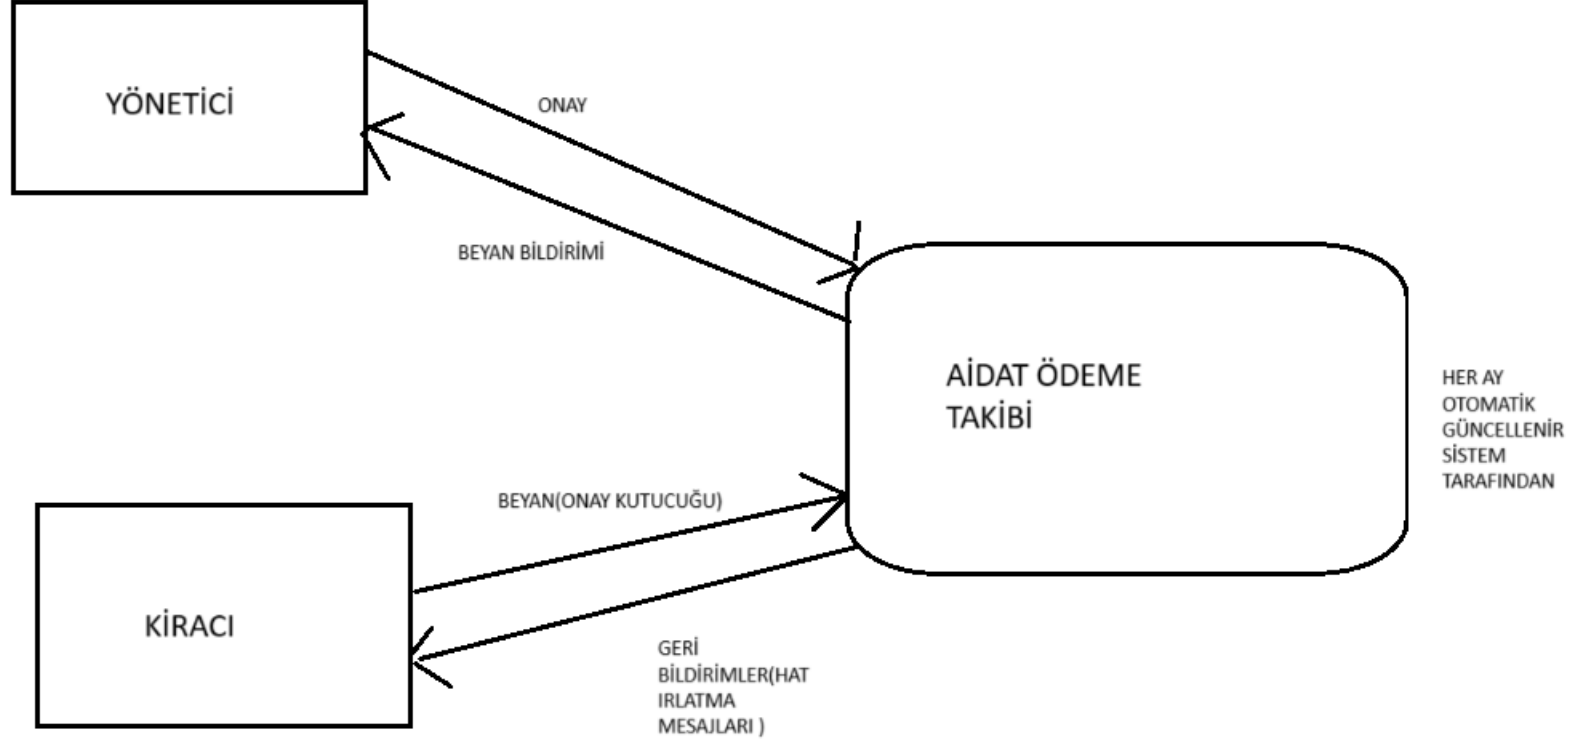 YÖNETİCİ
ONAY
BEYAN BİLDİRİMİ
AİDAT ÖDEME
TAKİBİ
HER AY
OTOMATİK
GÜNCELLENİR
SİSTEM
TARAFINDAN
BEYAN(ONAY KUTUCUĞU)
KİRACI
GERİ
BİLDİRİMLER(HAT
IRLATMA
MESAJLARI )